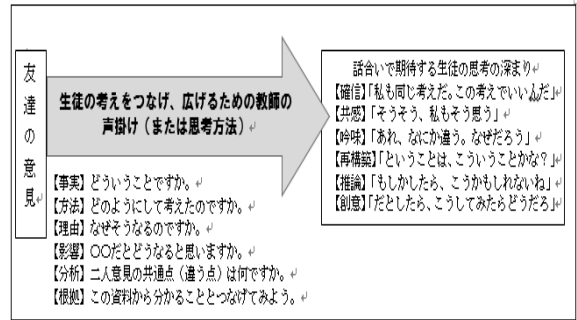 友達の意見
生徒の考えをつなげ、広げるための教師の
声掛け(または思考方法)
【事実】どういうことですか。
【方法】どのようにして考えたのですか。
【理由】なぜそうなるのですか。
【影響】〇〇だとどうなると思いますか。
【分析】二人意見の共通点(違う点)は何ですか。
【根拠】この資料から分かることとつなげてみよう。
話合いで期待する生徒の思考の深まり
【確信】「私も同じ考えだ。この考えでいいんだ」
【共感】「そうそう、私もそう思う」
【吟味】「あれ、なにか違う。なぜだろう」
【再構築】「ということは、こういうことかな?」
【推論】「もしかしたら、こうかもしれないね」
【創意】「だとしたら、こうしてみたらどうだろ」